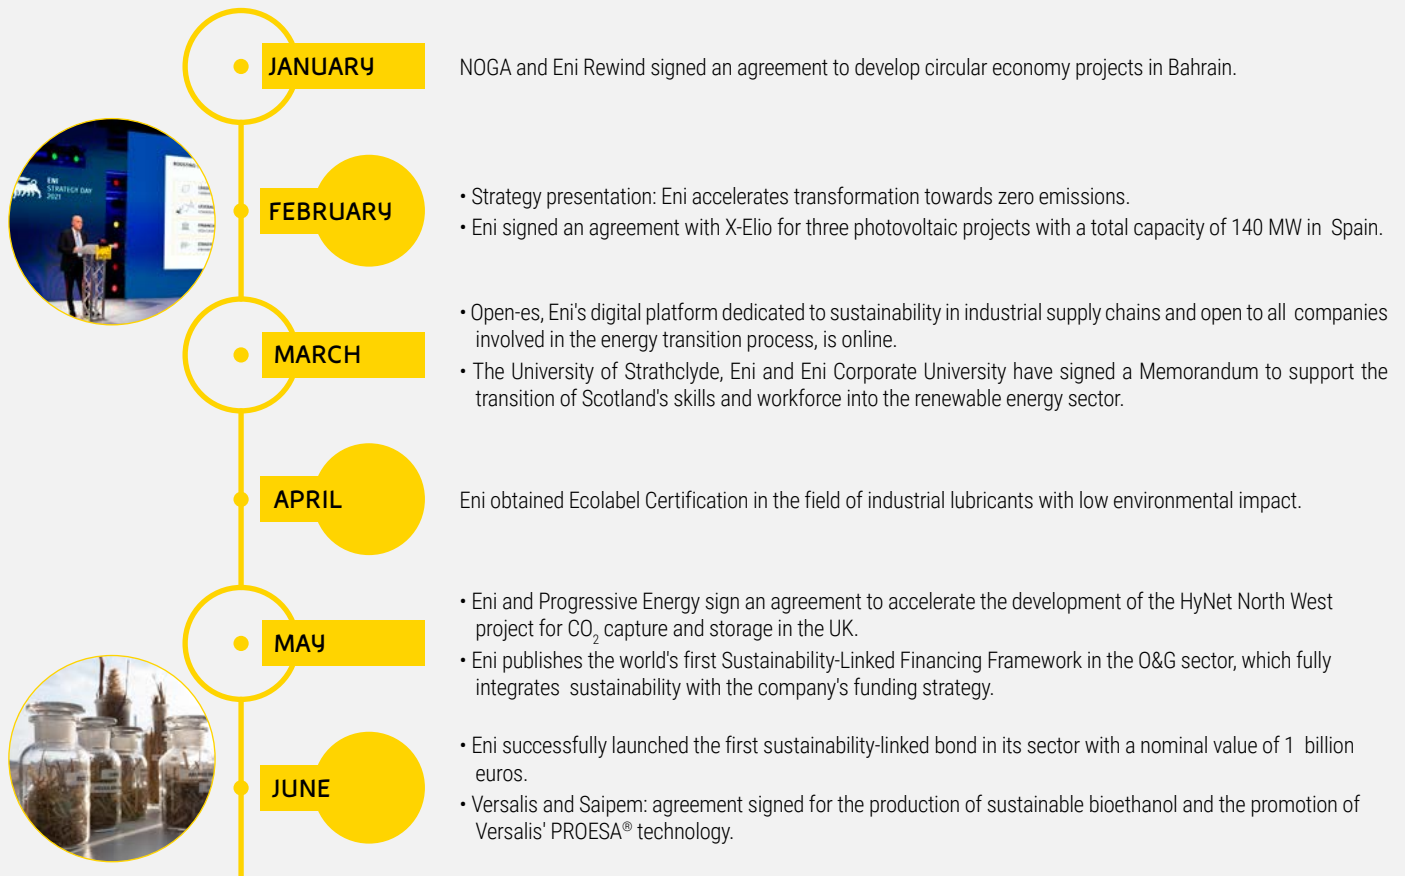 JANUARY
NOGA and Eni Rewind signed an agreement to develop circular economy projects in Bahrain.
ENI
STRATEGY DAY
2021
FEBRUARY
• Strategy presentation: Eni accelerates transformation towards zero emissions.
• Eni signed an agreement with X-Elio for three photovoltaic projects with a total capacity of 140 MW in Spain.
MARCH
• Open-es, Eni's digital platform dedicated to sustainability in industrial supply chains and open to all companies
involved in the energy transition process, is online.
• The University of Strathclyde, Eni and Eni Corporate University have signed a Memorandum to support the
transition of Scotland's skills and workforce into the renewable energy sector.
APRIL
Eni obtained Ecolabel Certification in the field of industrial lubricants with low environmental impact.
MAY
• Eni and Progressive Energy sign an agreement to accelerate the development of the HyNet North West
project for CO₂ capture and storage in the UK.
• Eni publishes the world's first Sustainability-Linked Financing Framework in the O&G sector, which fully
integrates sustainability with the company's funding strategy.
JUNE
• Eni successfully launched the first sustainability-linked bond in its sector with a nominal value of 1 billion
euros.
• Versalis and Saipem: agreement signed for the production of sustainable bioethanol and the promotion of
Versalis' PROESA® technology.